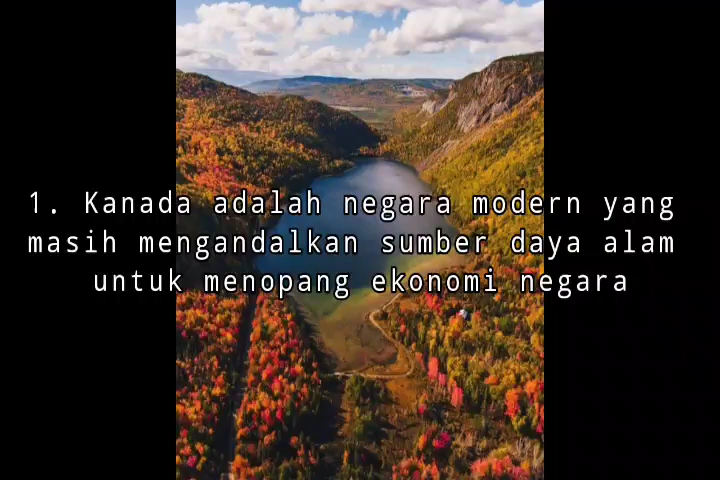 1. Kanada adalah negara modern yang
masih mengandalkan sumber daya alam
untuk menopang ekonomi negara